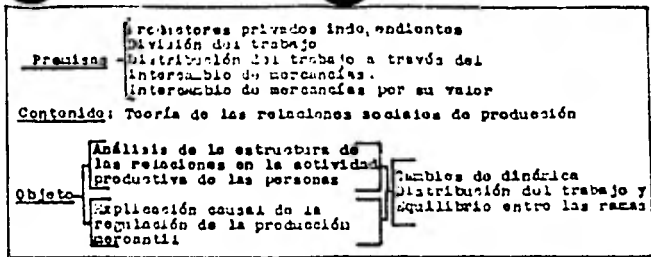 Productores privados independientes
División del trabajo
Premisas Distribución del trabajo a través del
intercambio de mercancías.
Intercambio de mercancías por su valor
Contenido: Teoría de las relaciones sociales de producción
Análisis de la estructura de
las relaciones en la actividad
productiva de las personas
Objeto
Explicación causal de la
regulación de la producción
mercantil
Cambios de dinámica
Distribución del trabajo y
Equilibrio entre las ramas